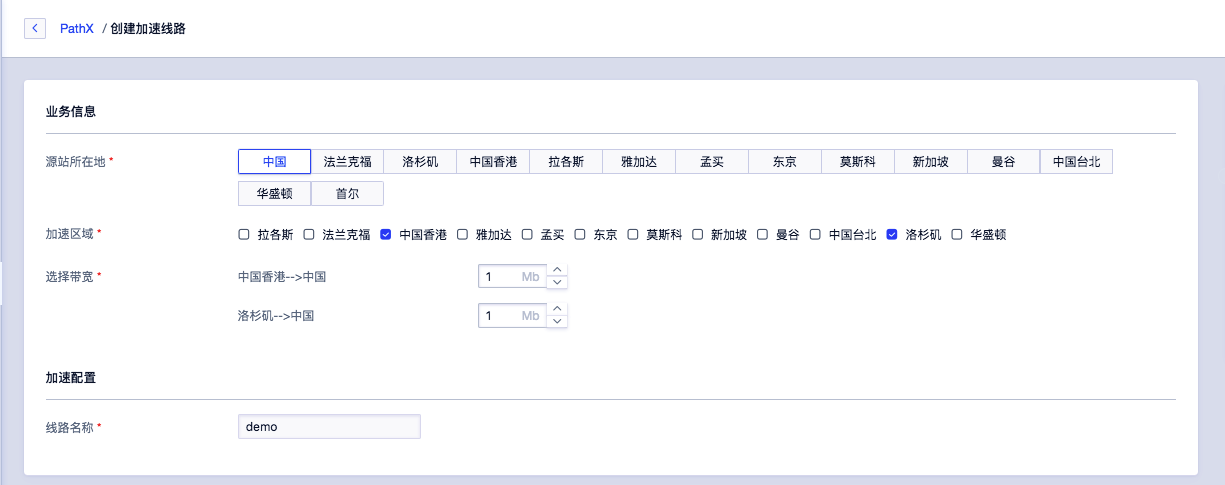 PathX / 创建加速线路
业务信息
源站所在地 * 中国 法兰克福 洛杉矶 中国香港 拉各斯 雅加达 孟买 东京 莫斯科 新加坡 曼谷 中国台北
华盛顿 首尔
加速区域 * 拉各斯 法兰克福 中国香港 雅加达 孟买 东京 莫斯科 新加坡 曼谷 中国台北 洛杉矶 华盛顿
选择带宽 * 中国香港-->中国 1 Mb
洛杉矶-->中国 1 Mb
加速配置
线路名称 * demo